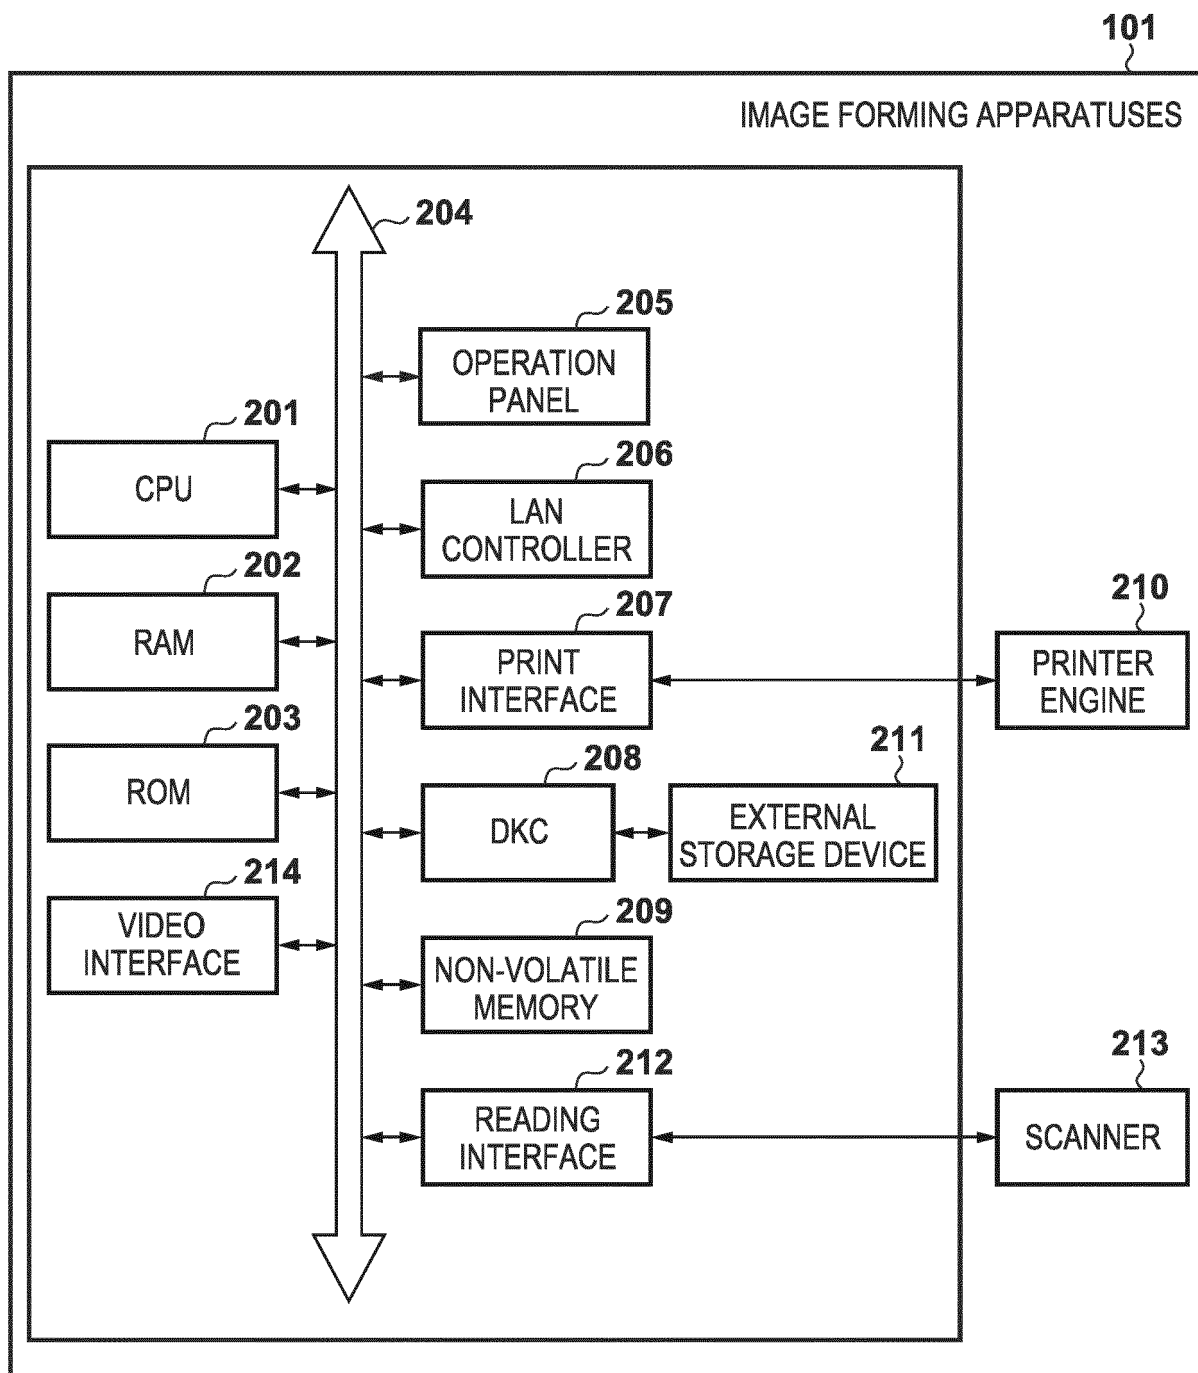 101
IMAGE FORMING APPARATUSES
204
205
OPERATION
PANEL
201
CPU
206
LAN
CONTROLLER
202
RAM
207
PRINT
INTERFACE
210
PRINTER
ENGINE
203
ROM
208
DKC
211
EXTERNAL
STORAGE DEVICE
214
VIDEO
INTERFACE
209
NON-VOLATILE
MEMORY
212
READING
INTERFACE
213
SCANNER